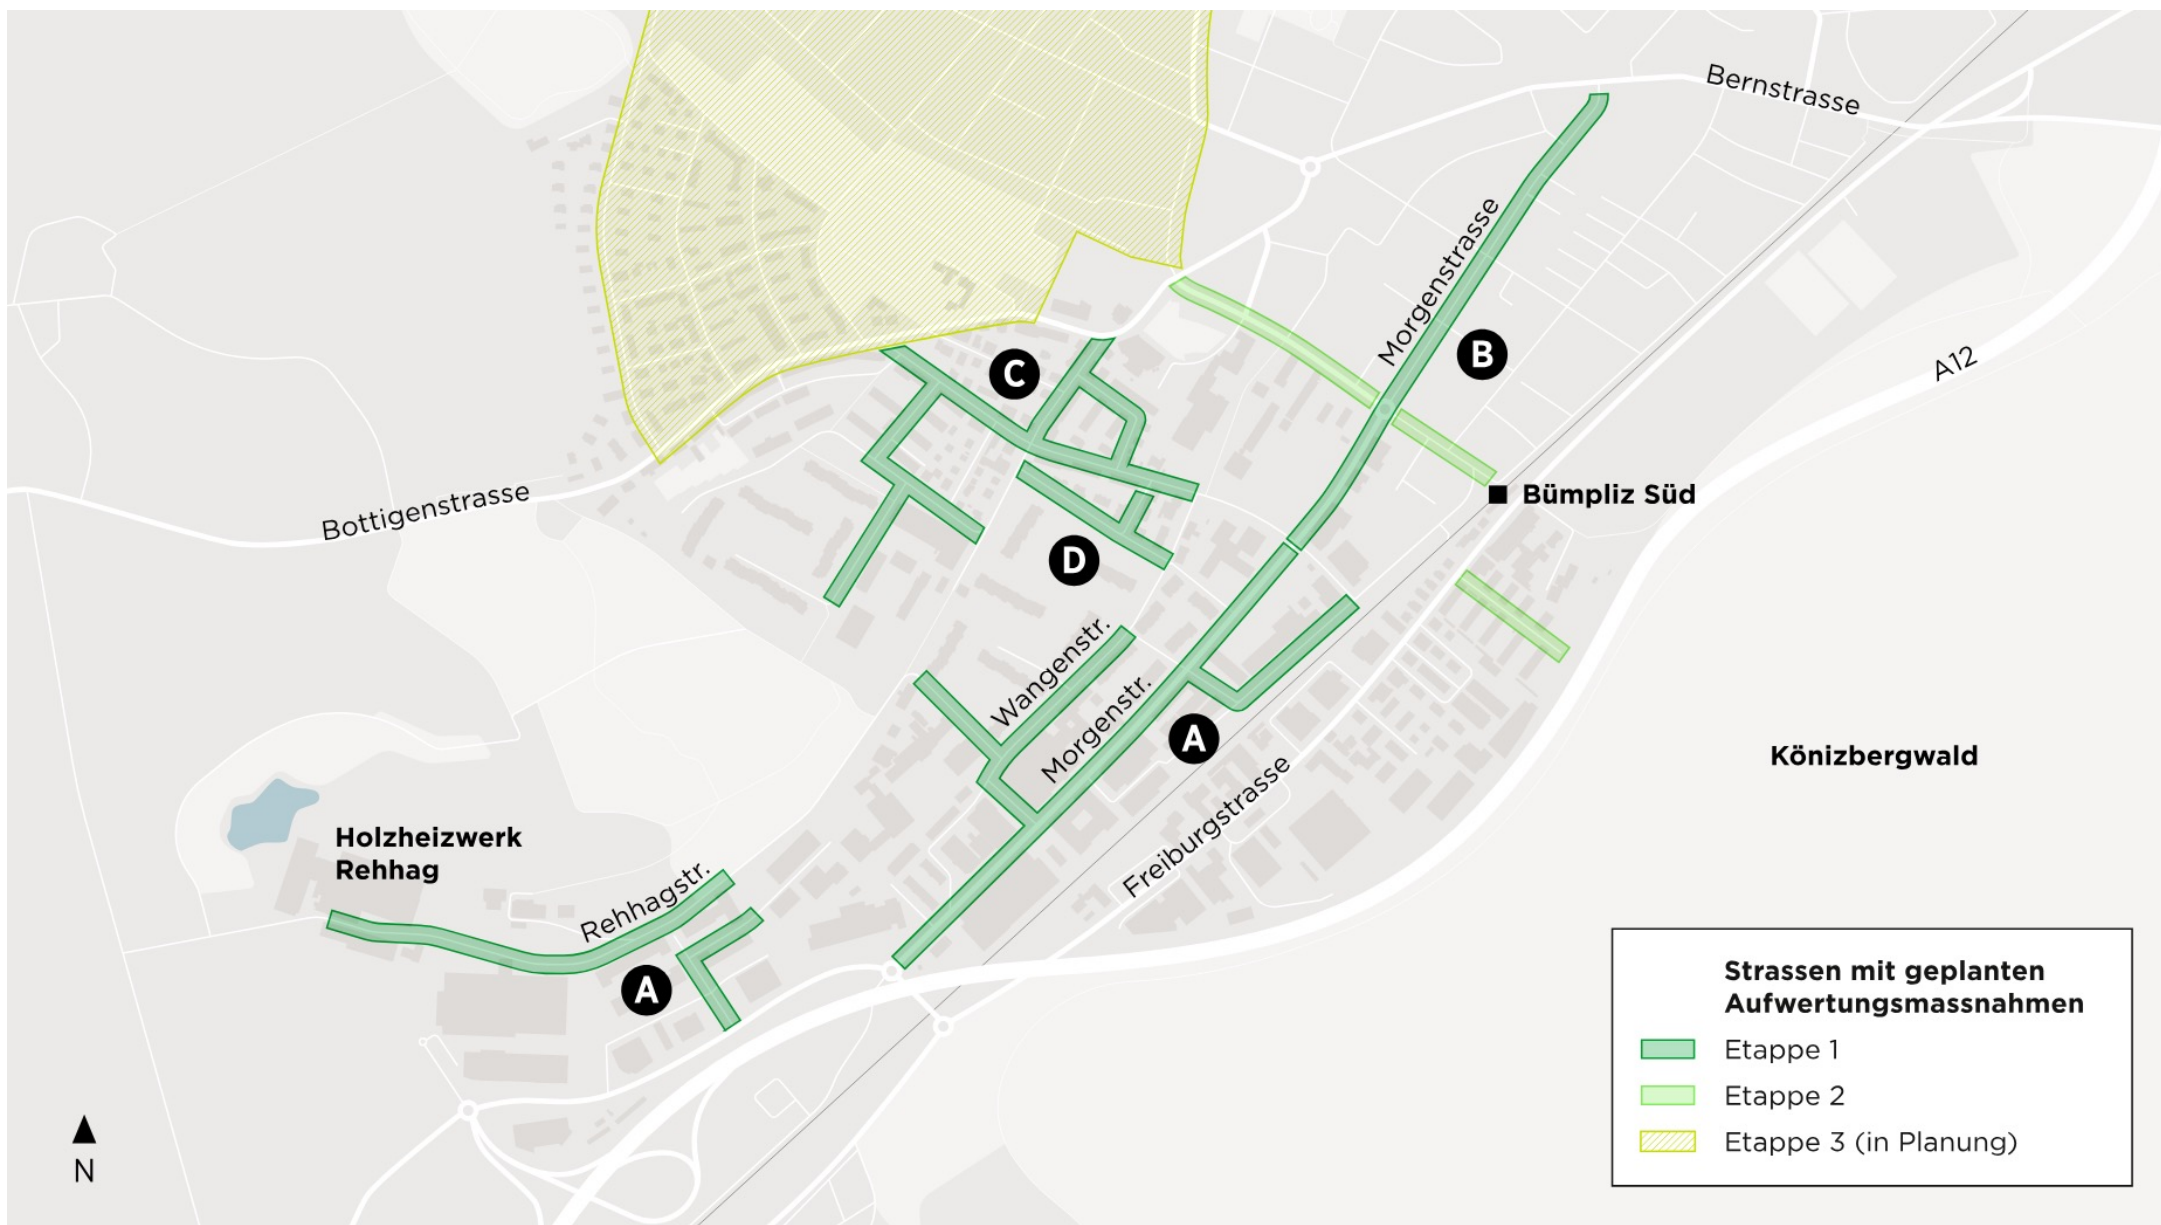 Bernstrasse
Morgenstrasse
B
A12
C
Bümpliz Süd
Bottigenstrasse
D
Wangenstr.
Morgenstr.
A
Freiburgstrasse
Könizbergwald
Holzheizwerk
Rehhag
Rehhagstr.
A
N
Strassen mit geplanten
Aufwertungsmassnahmen
Etappe 1
Etappe 2
Etappe 3 (in Planung)